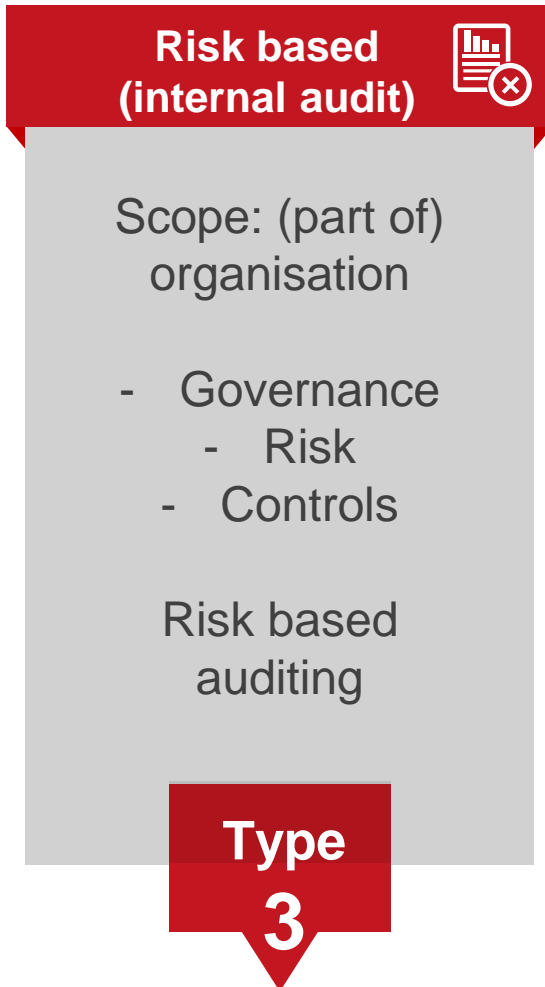 Risk based
(internal audit)
Scope: (part of)
organisation
- Governance
- Risk
- Controls
Risk based
auditing
Type
3